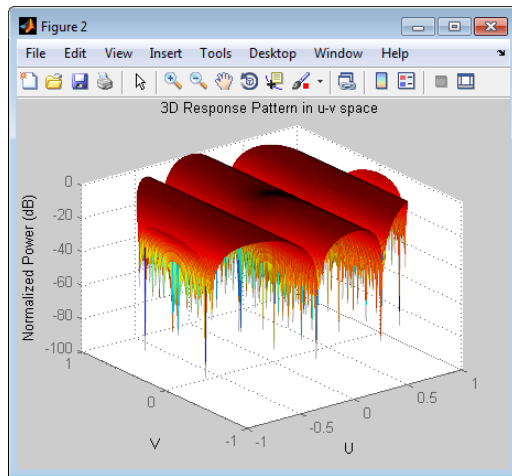 Figure 2
File Edit View Insert Tools Desktop Window Help
3D Response Pattern in u-v space
Normalized Power (dB)
0
-20
-40
-60
-80
-100
1
0
-1
V
-1
-0.5
0
0.5
1
U